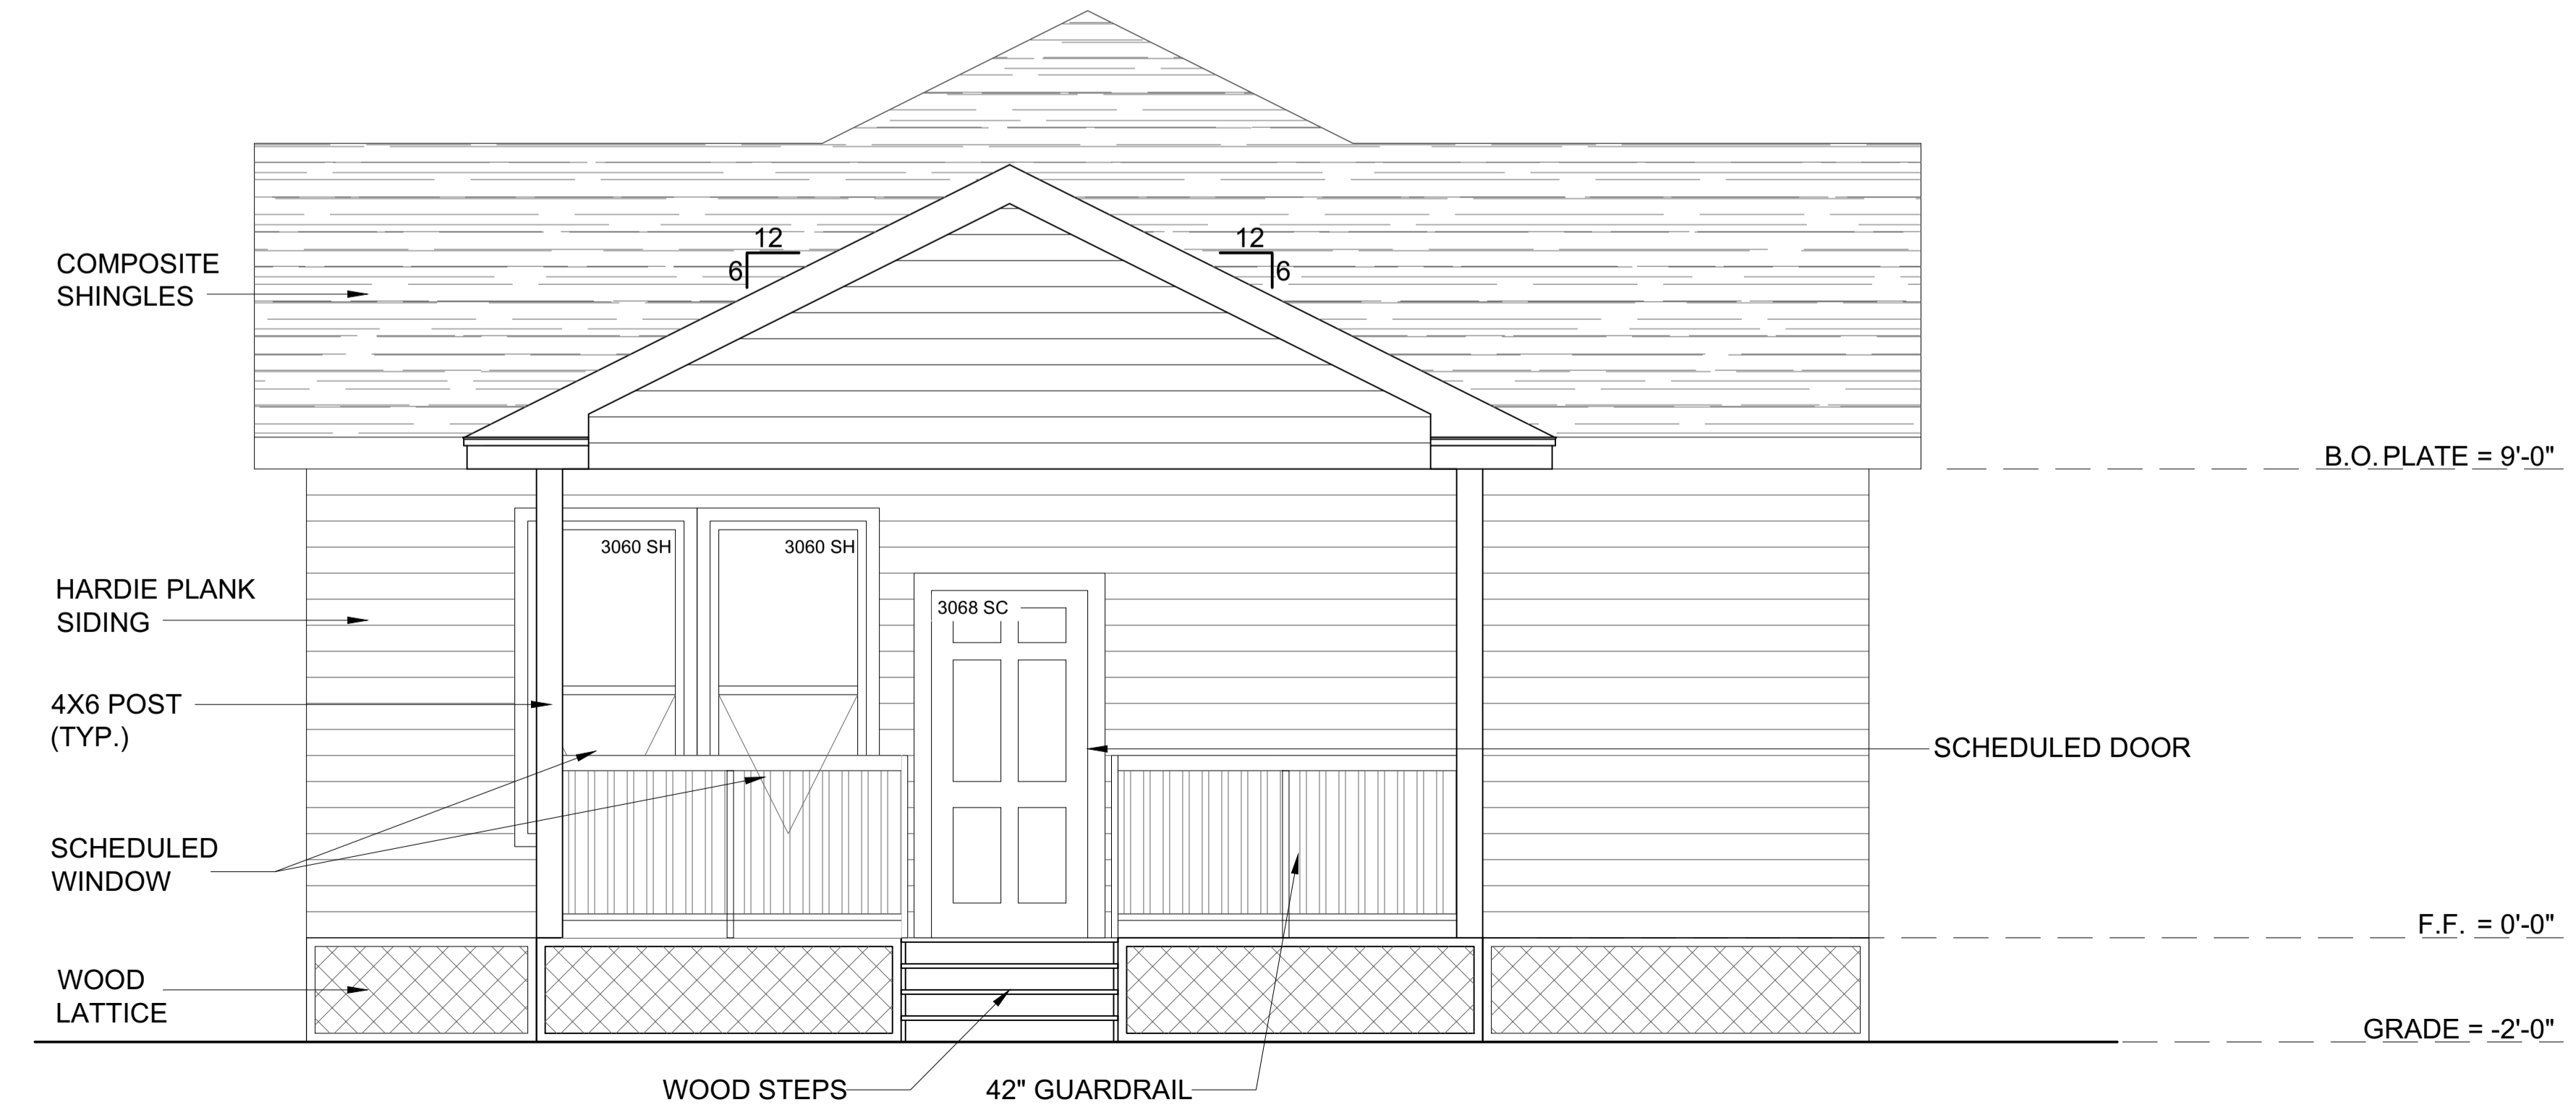 12
12
6
6
COMPOSITE
SHINGLES
B.O. PLATE = 9'-0"
3060 SH
3060 SH
HARDIE PLANK
SIDING
3068 SC
4X6 POST
(TYP.)
SCHEDULED DOOR
SCHEDULED
WINDOW
F.F. = 0'-0"
WOOD
LATTICE
GRADE = -2'-0"
WOOD STEPS
42" GUARDRAIL